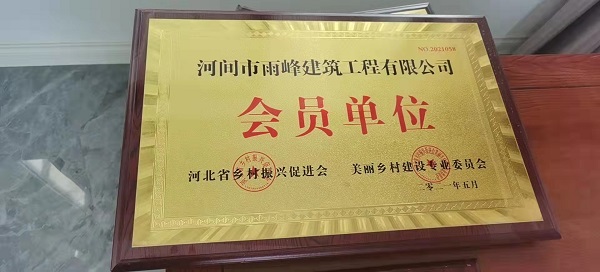 NO.2021058
河间市雨峰建筑工程有限公司
会员单位
河北省乡村振兴促进会 美丽乡村建设专业委员会
二零二一年五月